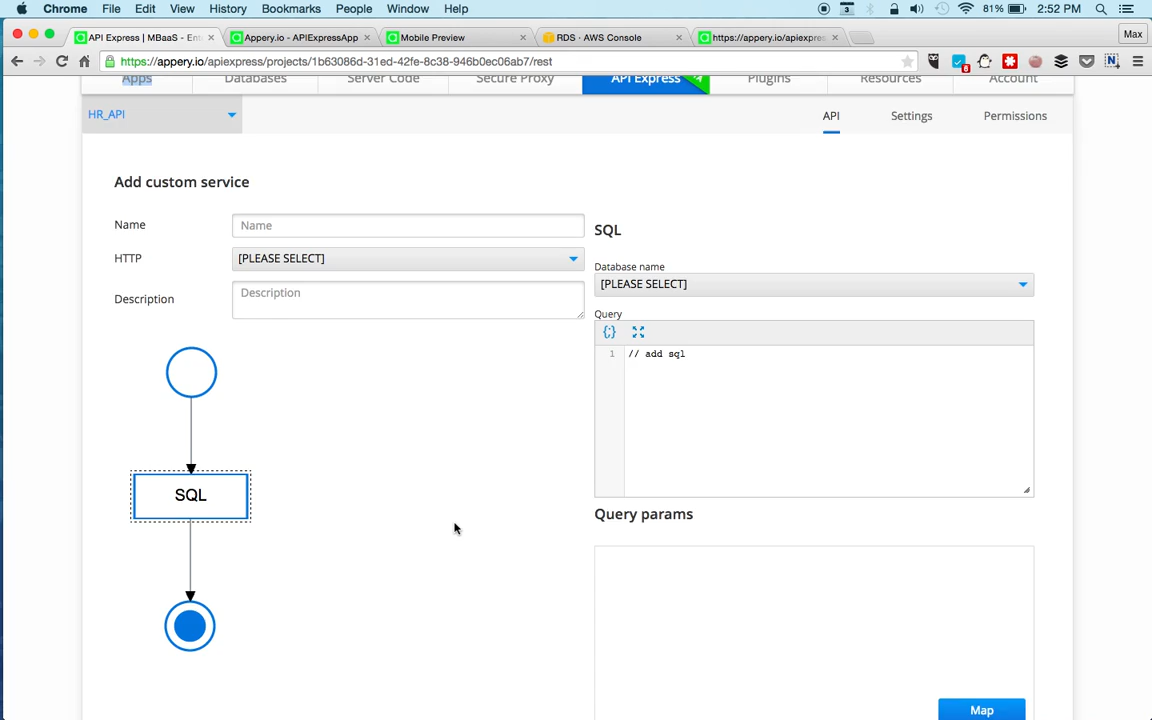 Chrome File Edit View History Bookmarks People Window Help
3
81% 2:52 PM
API Express | MBaaS - Ent
Appery.io - APIExpressApp
Mobile Preview
RDS · AWS Console
https://appery.io/apiexpres
Max
https://appery.io/apiexpress/projects/1b63086d-31ed-42fe-8c38-946b0ec06ab7/rest
8
Apps Databases Server Code Secure Proxy API Express Plugins Resources Account
HR_API
API Settings Permissions
Add custom service
Name
Name
HTTP
[PLEASE SELECT]
Description
Description
SQL
SQL
Database name
[PLEASE SELECT]
Query
{;}
1 // add sql
Query params
Map